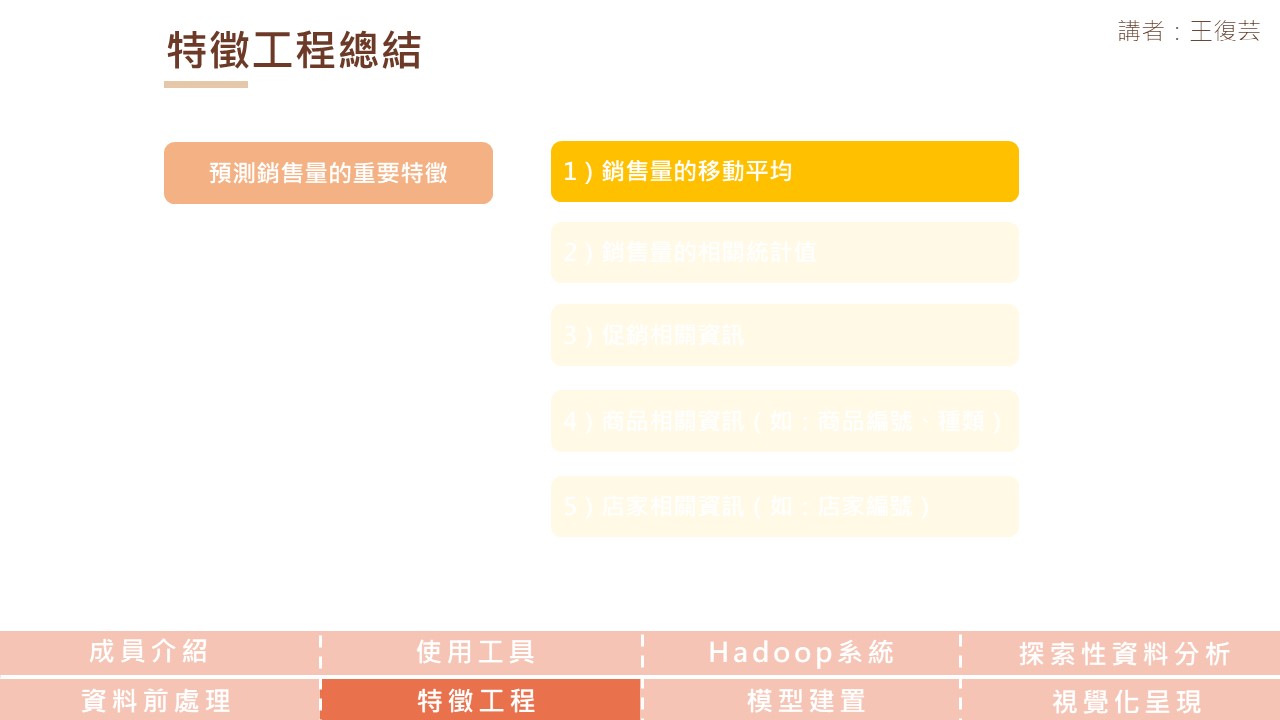 特徵工程總結
講者：王復芸
預測銷售量的重要特徵
1）銷售量的移動平均
2）銷售量的相關統計值
3）促銷相關資訊
4）商品相關資訊（如：商品編號、種類）
5）店家相關資訊（如：店家編號）
成員介紹
使用工具
Hadoop系統
探索性資料分析
資料前處理
特徵工程
模型建置
視覺化呈現